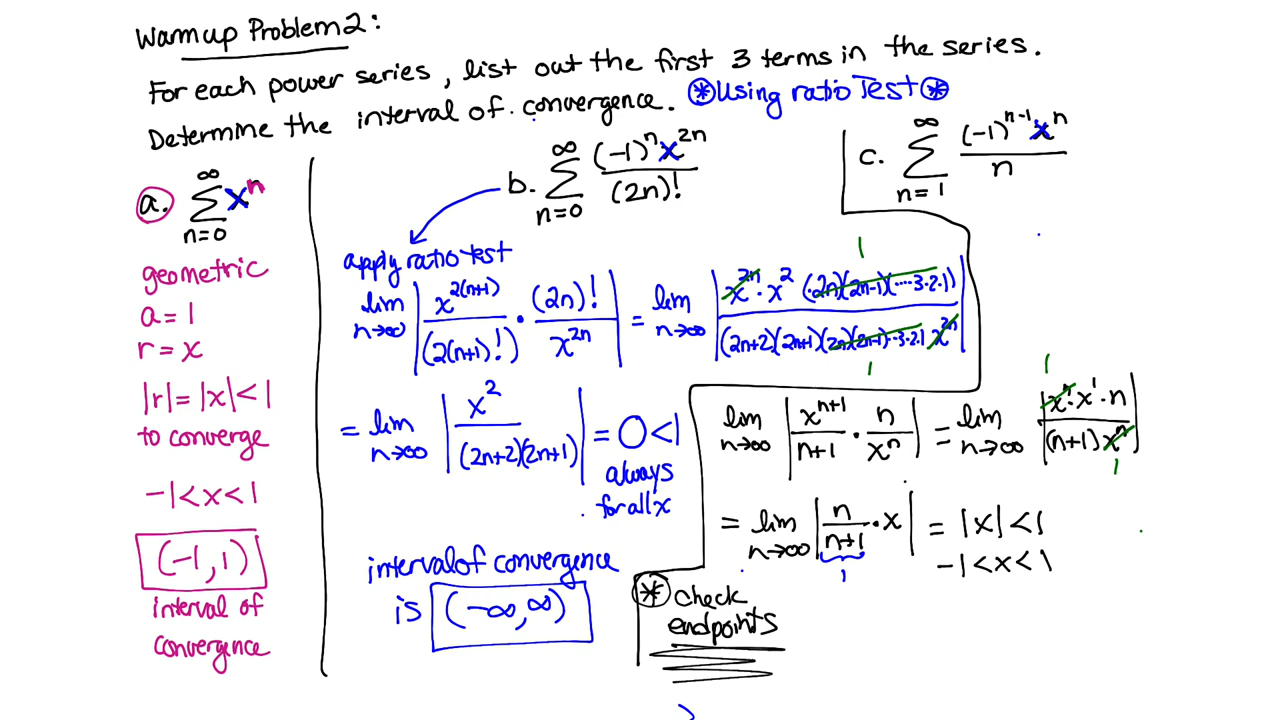 Warmup Problem 2:
For each power series, list out the first 3 terms in the series.
Determine the interval of convergence. ⊛Using ratio Test⊛
a. ∞ Σ n=0 x^n
geometric
a = 1
r = x
|r| = |x| < 1
to converge
-1 < x < 1
(-1, 1)
interval of
convergence
b. ∞ Σ n=0 (-1)^n x^2n / (2n)!
apply ratio test
lim n→∞ | x^2(n+1) / (2(n+1)!) · (2n)! / x^2n | = lim n→∞ | x^2n · x^2 (2n)(2n-1)(····3·2·1) / (2n+2)(2n+1)(2n)(2n-1)··3·2·1 x^2n | 1 1
= lim n→∞ | x^2 / (2n+2)(2n+1) | = 0 < 1
always
for all x
interval of convergence
is (-∞, ∞)
c. ∞ Σ n=1 (-1)^n-1 x^n / n
lim n→∞ | x^n+1 / n+1 · n / x^n | = lim n→∞ | x^n · x^1 · n / (n+1) x^n | 1 1
= lim n→∞ | n / n+1 · x | = |x| < 1
1
-1 < x < 1
⊛ check
endpoints